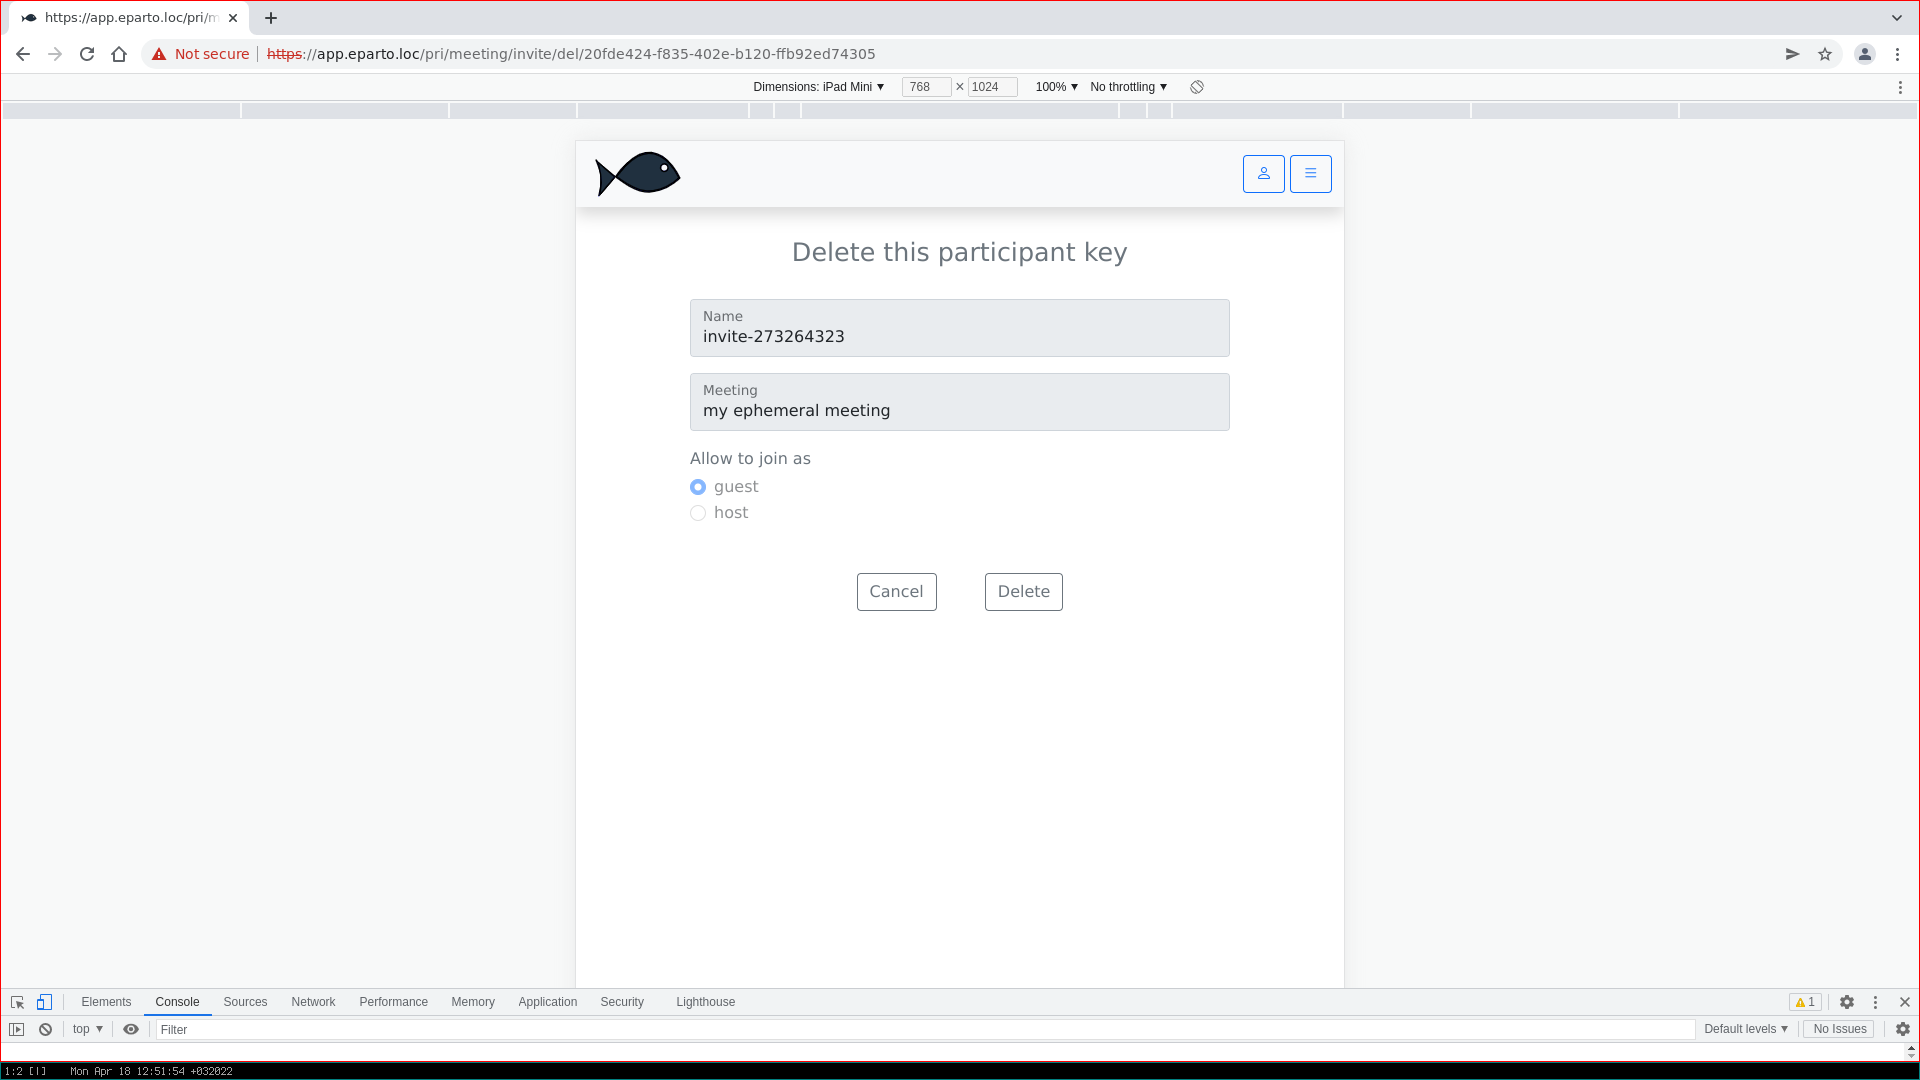 https://app.eparto.loc/pri/m
Not secure https://app.eparto.loc/pri/meeting/invite/del/20fde424-f835-402e-b120-ffb92ed74305
Dimensions: iPad Mini 768 × 1024 100% No throttling
Delete this participant key
Name
invite-273264323
Meeting
my ephemeral meeting
Allow to join as
guest
host
Cancel Delete
Elements Console Sources Network Performance Memory Application Security Lighthouse 1
top Filter Default levels No Issues
1:2 [|] Mon Apr 18 12:51:54 +032022